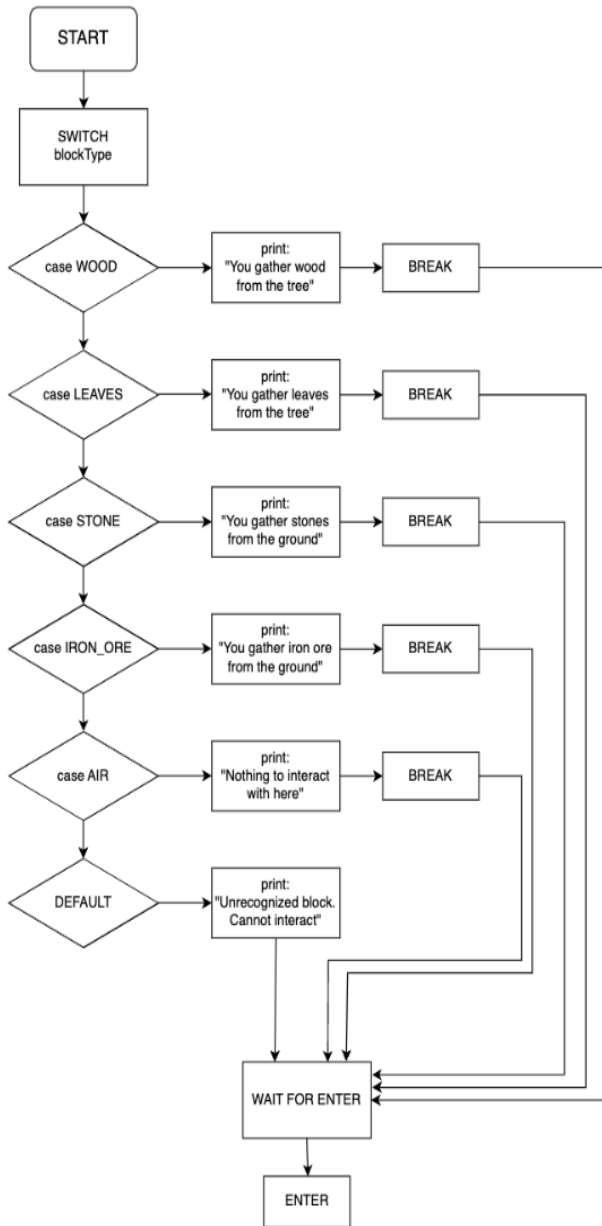 START
SWITCH
blockType
case WOOD
print:
"You gather wood
from the tree"
BREAK
case LEAVES
print:
"You gather leaves
from the tree"
BREAK
case STONE
print:
"You gather stones
from the ground"
BREAK
case IRON_ORE
print:
"You gather iron ore
from the ground"
BREAK
case AIR
print:
"Nothing to interact
with here"
BREAK
DEFAULT
print:
"Unrecognized block.
Cannot interact"
WAIT FOR ENTER
ENTER